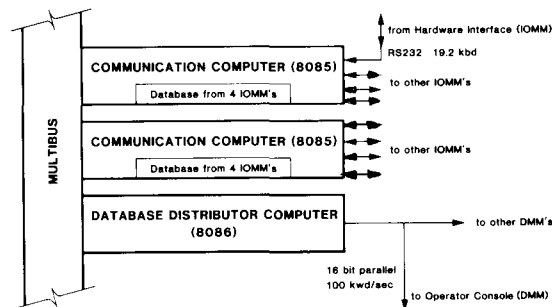 from Hardware Interface (IOMM)
RS232 19.2 kbd
COMMUNICATION COMPUTER (8085)
to other IOMM's
Database from 4 IOMM's
MULTIBUS
COMMUNICATION COMPUTER (8085)
to other IOMM's
Database from 4 IOMM's
DATABASE DISTRIBUTOR COMPUTER
(8086)
to other DMM's
16 bit parallel
100 kwd/sec
to Operator Console (DMM)